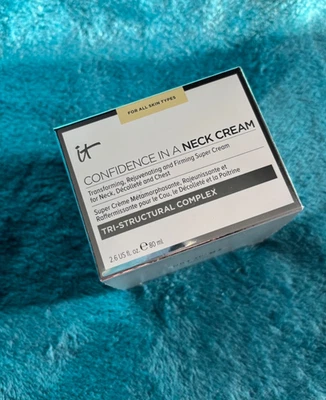 FOR ALL SKIN TYPES
it
CONFIDENCE IN A NECK CREAM
Transforming, Rejuvenating and Firming Super Cream
for Neck, Décolleté and Chest
Super Crème Métamorphosante, Rajeunissante et
Raffermissante pour le Cou, le Décolleté et la Poitrine
TRI-STRUCTURAL COMPLEX
2.6 US fl. oz ℮ 80 ml